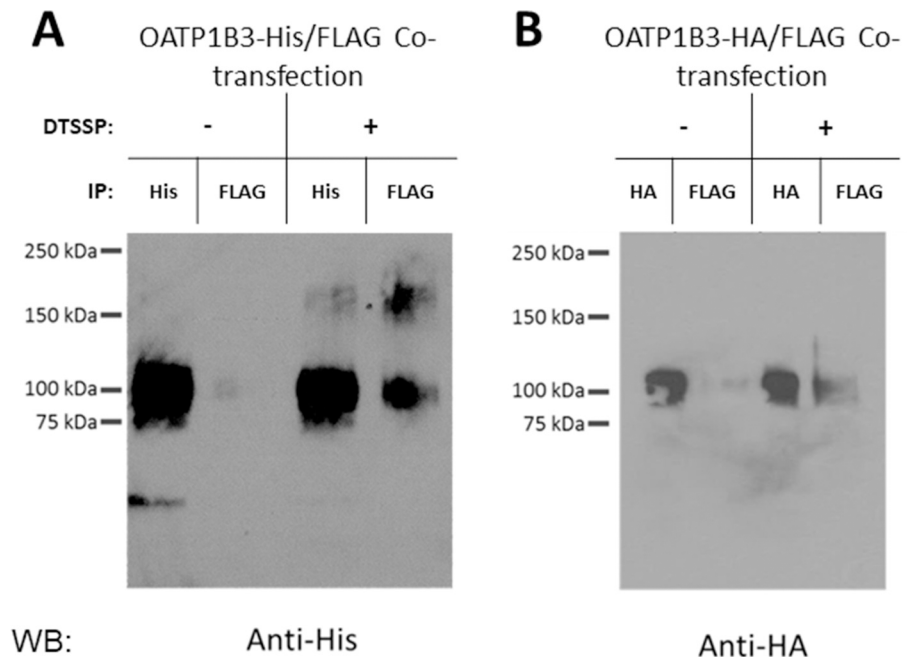 A
OATP1B3-His/FLAG Co-
transfection
DTSSP: - +
IP: His FLAG His FLAG
250 kDa
150 kDa
100 kDa
75 kDa
WB: Anti-His
B
OATP1B3-HA/FLAG Co-
transfection
- +
HA FLAG HA FLAG
250 kDa
150 kDa
100 kDa
75 kDa
Anti-HA